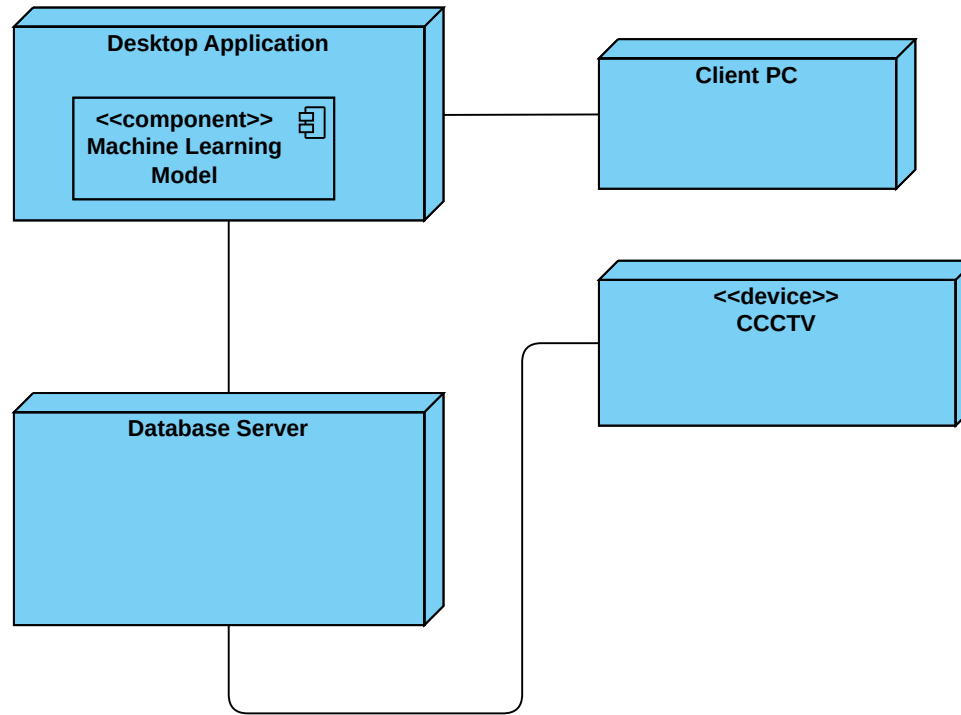 Desktop Application
<<component>>
Machine Learning
Model
Client PC
<<device>>
CCCTV
Database Server